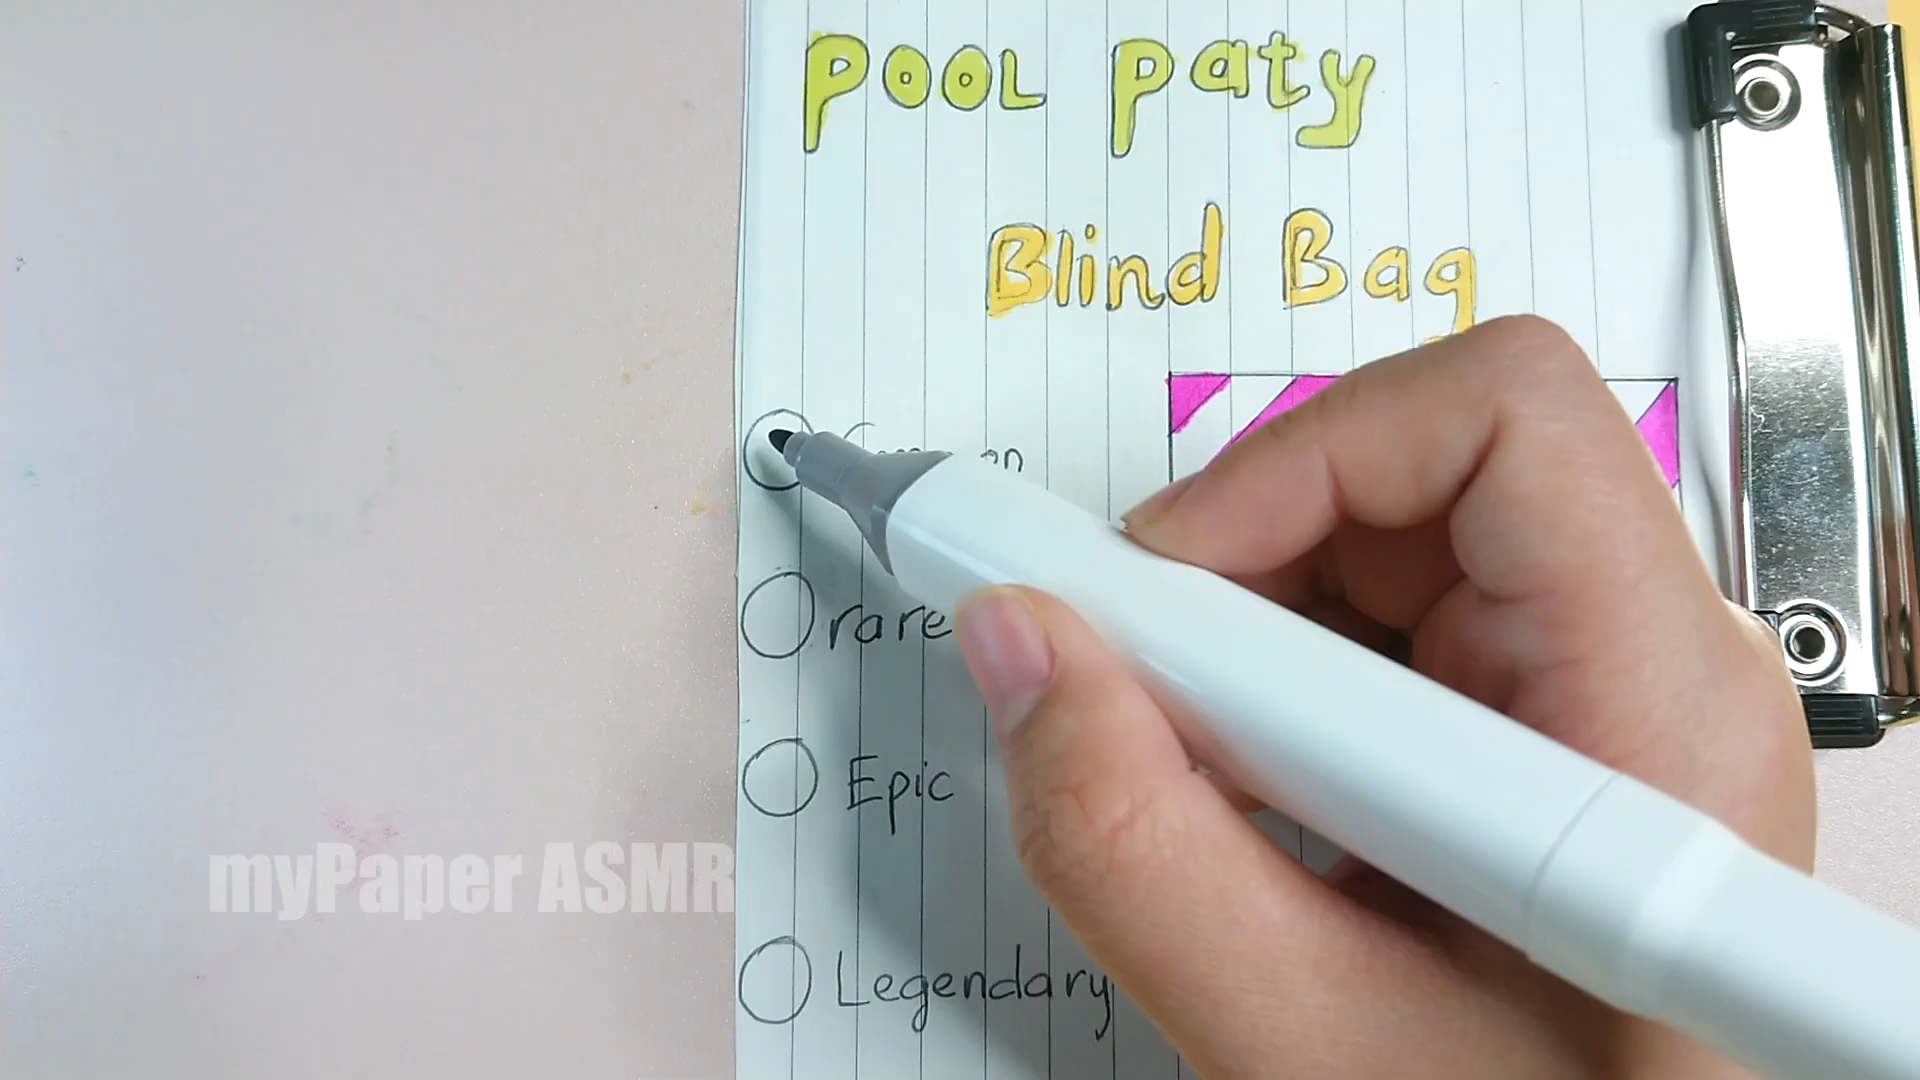 POOL Paty
Blind Bag
rare
Epic
Legendary
myPaper ASMR